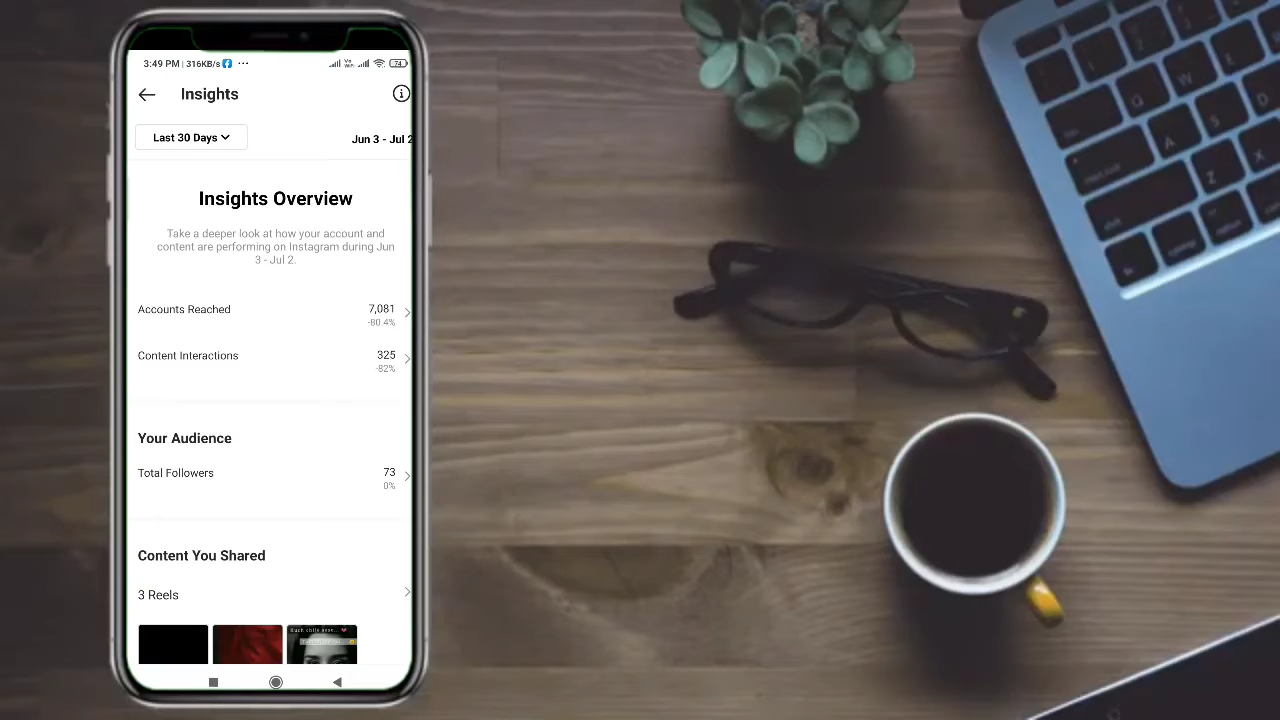 3:49 PM | 316KB/s ...
74
Insights
Last 30 Days
Jun 3 - Jul 2
Insights Overview
Take a deeper look at how your account and
content are performing on Instagram during Jun
3 - Jul 2.
Accounts Reached
7,081
-80.4%
Content Interactions
325
-82%
Your Audience
Total Followers
73
0%
Content You Shared
3 Reels